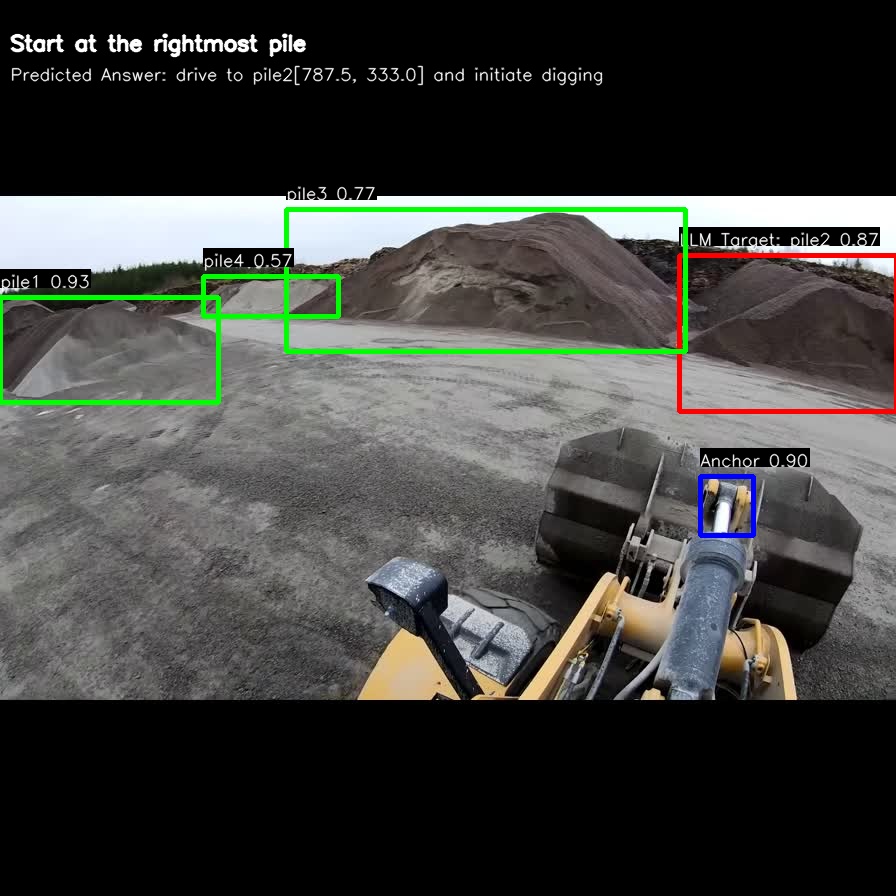 Start at the rightmost pile
Predicted Answer: drive to pile2[787.5, 333.0] and initiate digging
pile3 0.77
LLM Target: pile2 0.87
pile4 0.57
pile1 0.93
Anchor 0.90